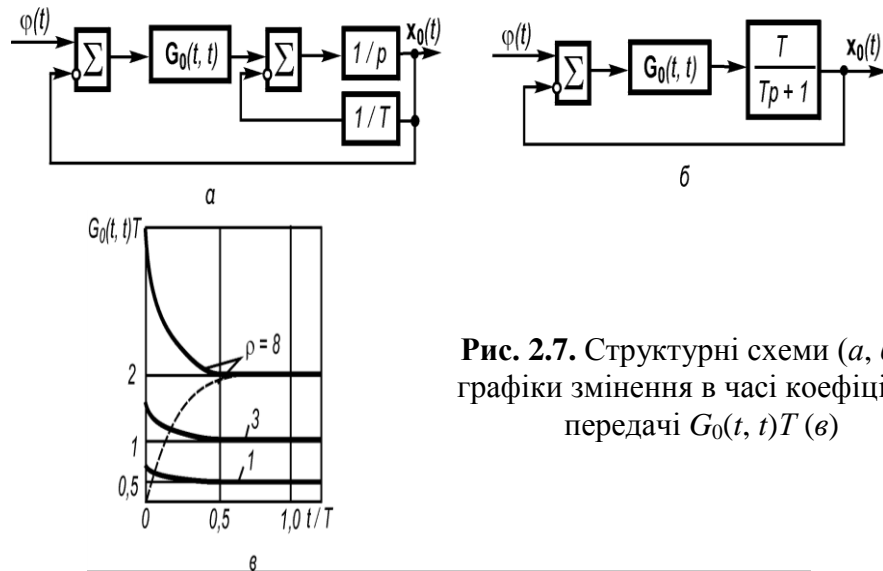 φ(t)
Σ
G₀(t, t)
Σ
1/p
x₀(t)
1/T
а
φ(t)
Σ
G₀(t, t)
T
Tp + 1
x₀(t)
б
G₀(t, t)T
ρ = 8
2
3
1
1
0,5
0
0,5
1,0 t/T
в
Рис. 2.7. Структурні схеми (а,
графіки змінення в часі
передачі G₀(t, t)T (в)